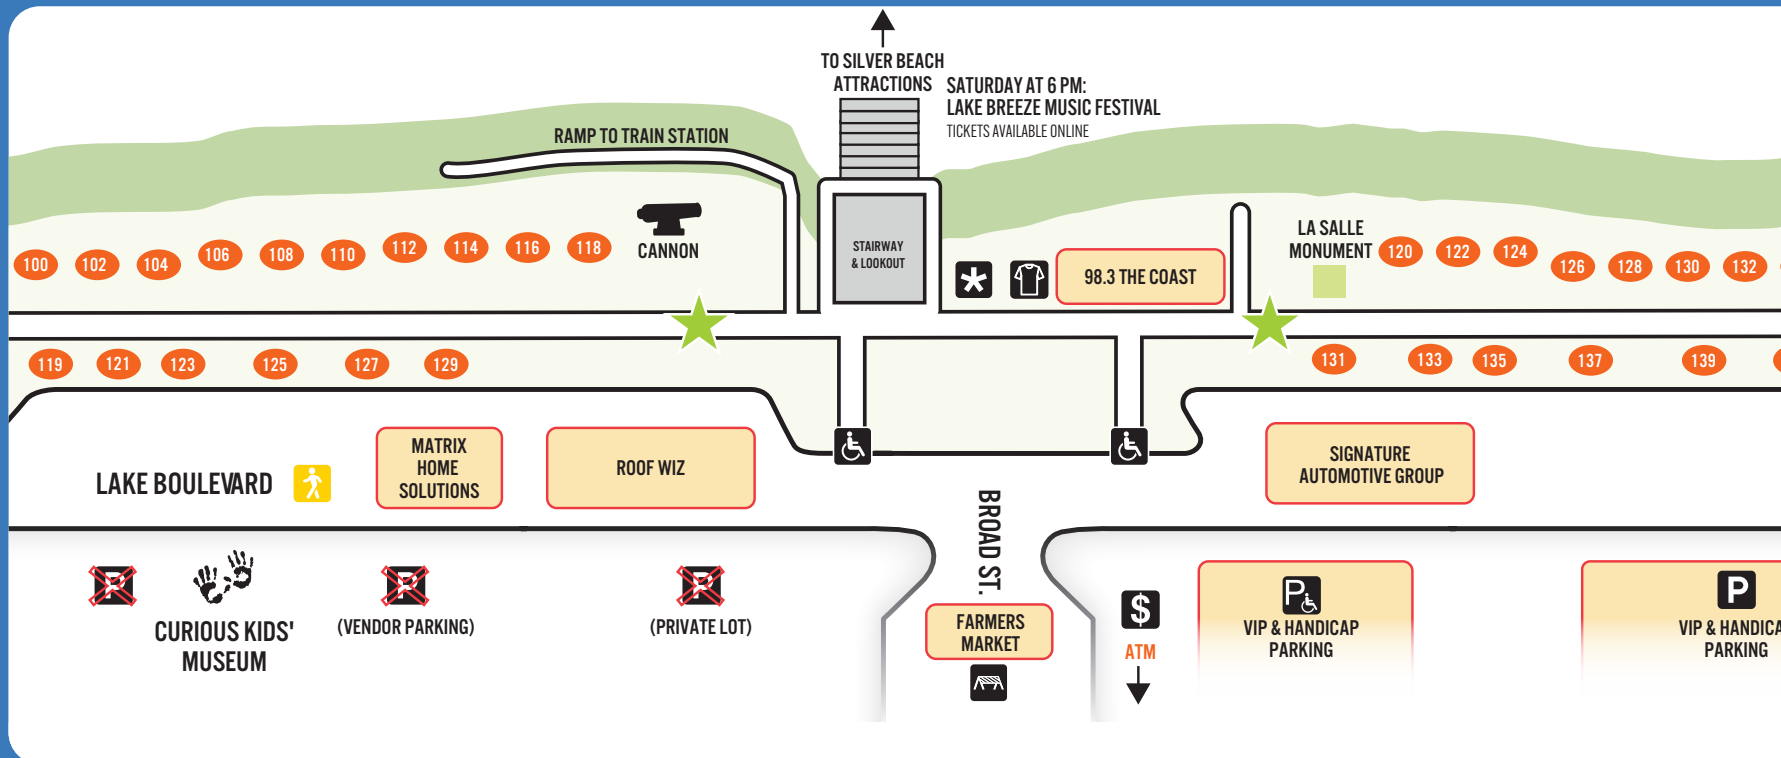 TO SILVER BEACH
ATTRACTIONS
SATURDAY AT 6 PM:
LAKE BREEZE MUSIC FESTIVAL
TICKETS AVAILABLE ONLINE
RAMP TO TRAIN STATION
CANNON
STAIRWAY
& LOOKOUT
98.3 THE COAST
LA SALLE
MONUMENT
100
102
104
106
108
110
112
114
116
118
120
122
124
126
128
130
132
119
121
123
125
127
129
131
133
135
137
139
LAKE BOULEVARD
MATRIX
HOME
SOLUTIONS
ROOF WIZ
SIGNATURE
AUTOMOTIVE GROUP
BROAD ST.
P
CURIOUS KIDS'
MUSEUM
P
(VENDOR PARKING)
P
(PRIVATE LOT)
FARMERS
MARKET
$
ATM
P
VIP & HANDICAP
PARKING
P
VIP & HANDICA
PARKING